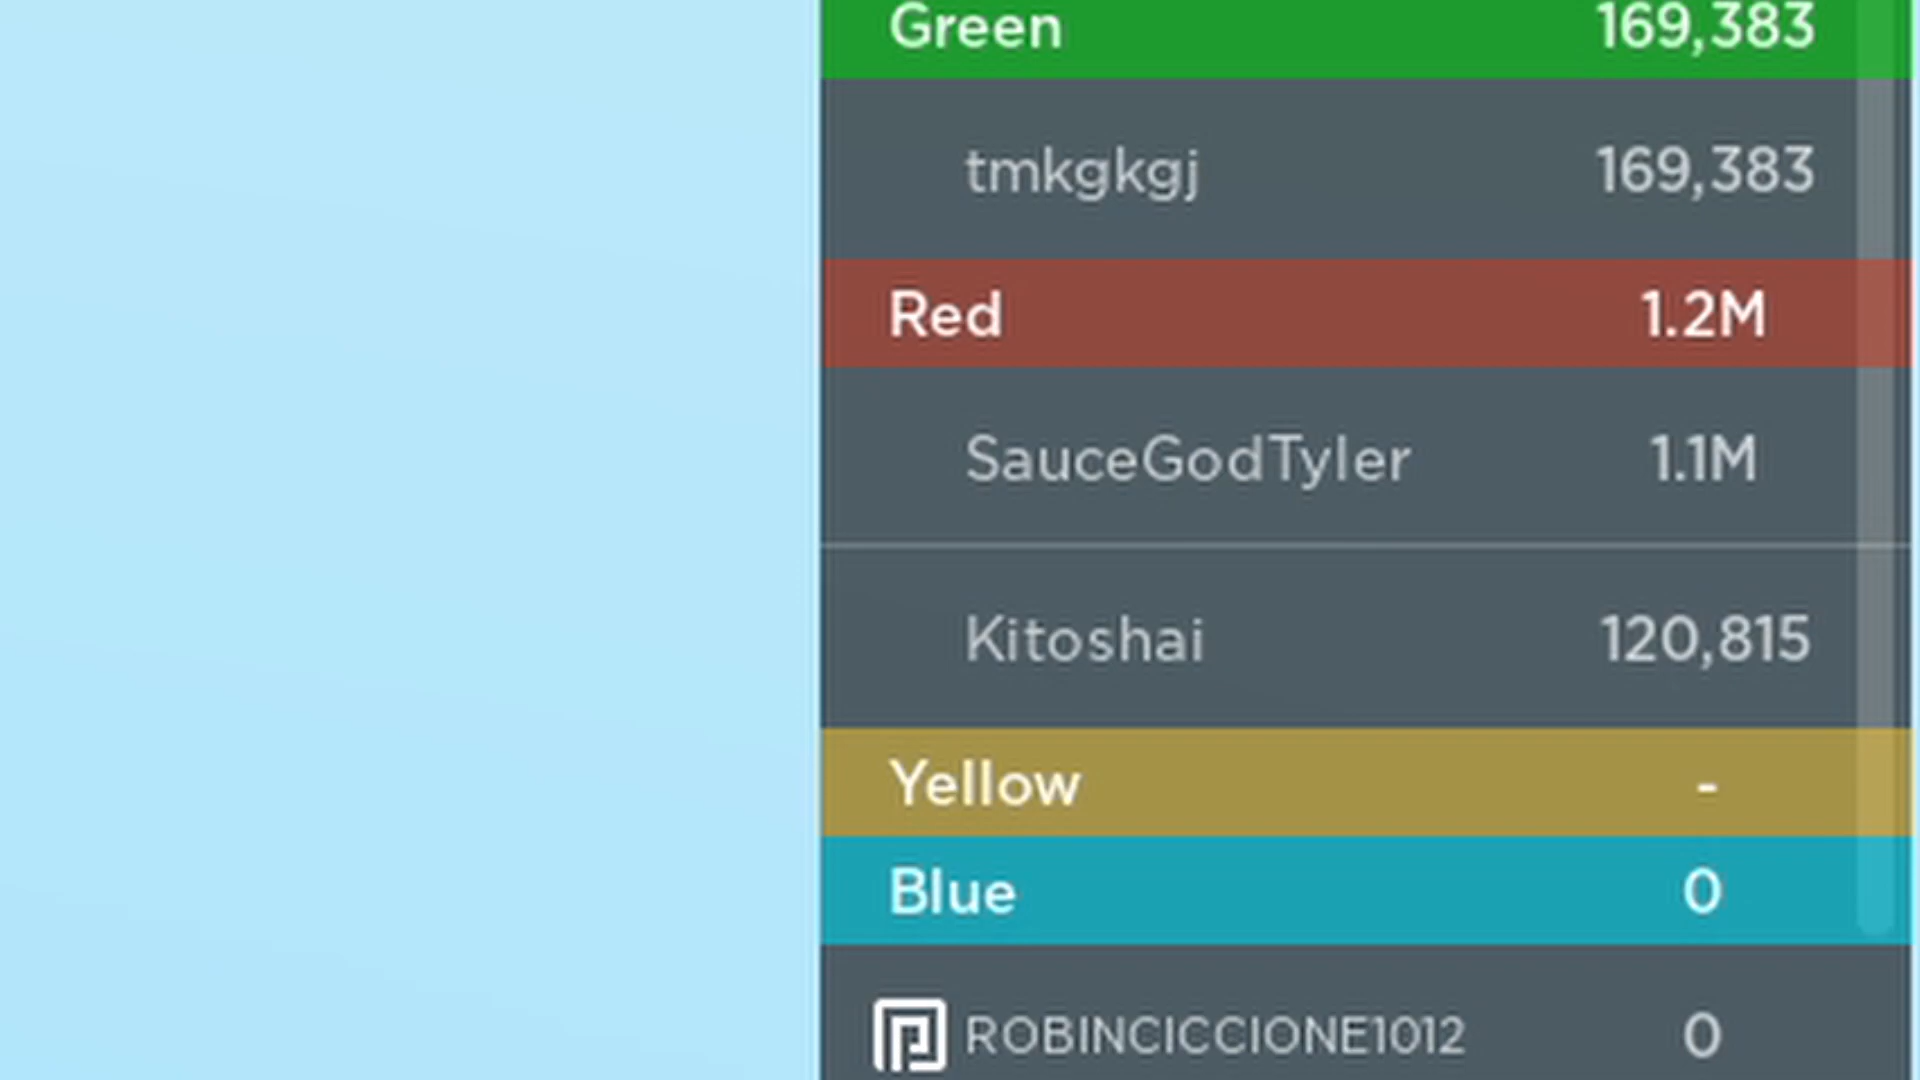 Green 169,383
tmkgkgj 169,383
Red 1.2M
SauceGodTyler 1.1M
Kitoshai 120,815
Yellow -
Blue 0
ROBINCICCIONE1012 0